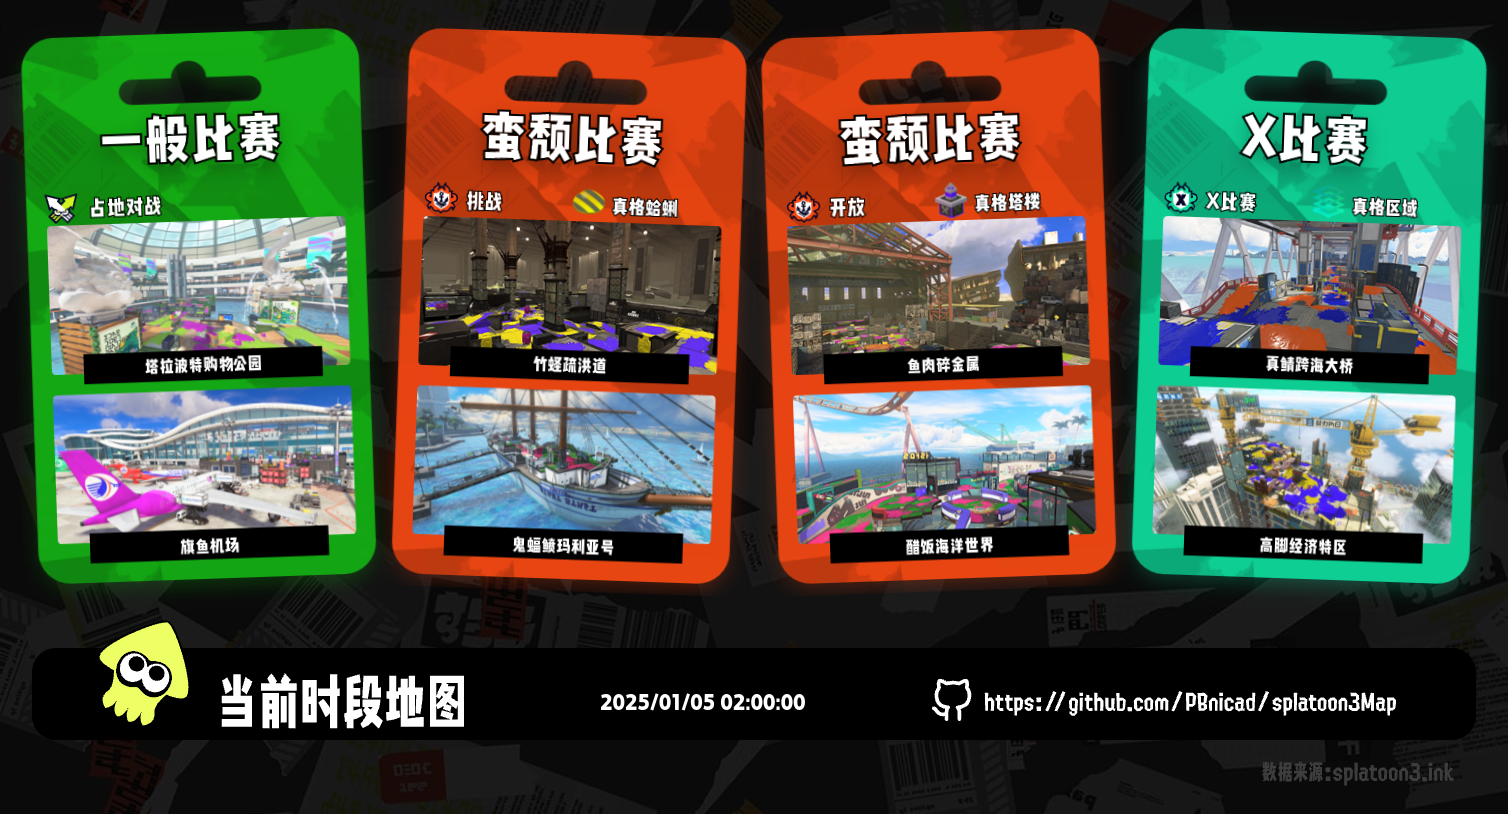 一般比赛
占地对战
塔拉波特购物公园
旗鱼机场
蛮颓比赛
挑战
真格蛤蜊
竹蛏疏洪道
鬼蝠鲼玛利亚号
蛮颓比赛
开放
真格塔楼
鱼肉碎金属
醋饭海洋世界
X比赛
X比赛
真格区域
真鲭跨海大桥
高脚经济特区
当前时段地图
2025/01/05 02:00:00
https://github.com/PBnicad/splatoon3Map
数据来源:splatoon3.ink